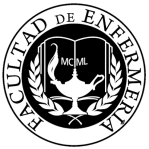 FACULTAD DE ENFERMERIA
MCML